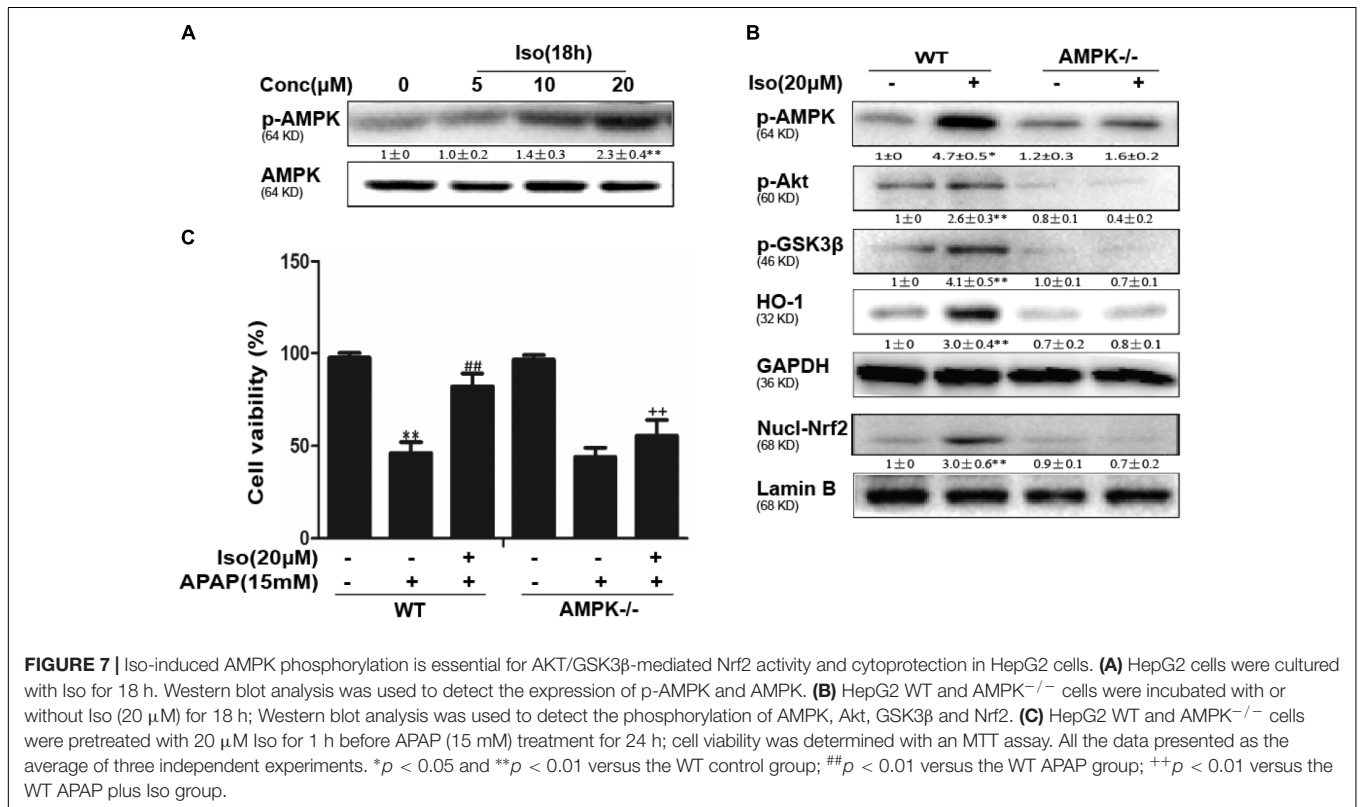 A
Iso(18h)
Conc(μM) 0 5 10 20
p-AMPK
(64 KD)
1±0 1.0±0.2 1.4±0.3 2.3±0.4**
AMPK
(64 KD)
B
WT AMPK-/-
Iso(20μM) - + - +
p-AMPK
(64 KD)
1±0 4.7±0.5* 1.2±0.3 1.6±0.2
p-Akt
(60 KD)
1±0 2.6±0.3** 0.8±0.1 0.4±0.2
p-GSK3β
(46 KD)
1±0 4.1±0.5** 1.0±0.1 0.7±0.1
HO-1
(32 KD)
1±0 3.0±0.4** 0.7±0.2 0.8±0.1
GAPDH
(36 KD)
Nucl-Nrf2
(68 KD)
1±0 3.0±0.6** 0.9±0.1 0.7±0.2
Lamin B
(68 KD)
C
Cell vaibility (%)
150
100
50
0
**
##
++
Iso(20μM) - - + - - +
APAP(15mM) - + + - + +
WT AMPK-/-
FIGURE 7 | Iso-induced AMPK phosphorylation is essential for AKT/GSK3β-mediated Nrf2 activity and cytoprotection in HepG2 cells. (A) HepG2 cells were cultured
with Iso for 18 h. Western blot analysis was used to detect the expression of p-AMPK and AMPK. (B) HepG2 WT and AMPK−/− cells were incubated with or
without Iso (20 μM) for 18 h; Western blot analysis was used to detect the phosphorylation of AMPK, Akt, GSK3β and Nrf2. (C) HepG2 WT and AMPK−/− cells
were pretreated with 20 μM Iso for 1 h before APAP (15 mM) treatment for 24 h; cell viability was determined with an MTT assay. All the data presented as the
average of three independent experiments. *p < 0.05 and **p < 0.01 versus the WT control group; ##p < 0.01 versus the WT APAP group; ++p < 0.01 versus the
WT APAP plus Iso group.